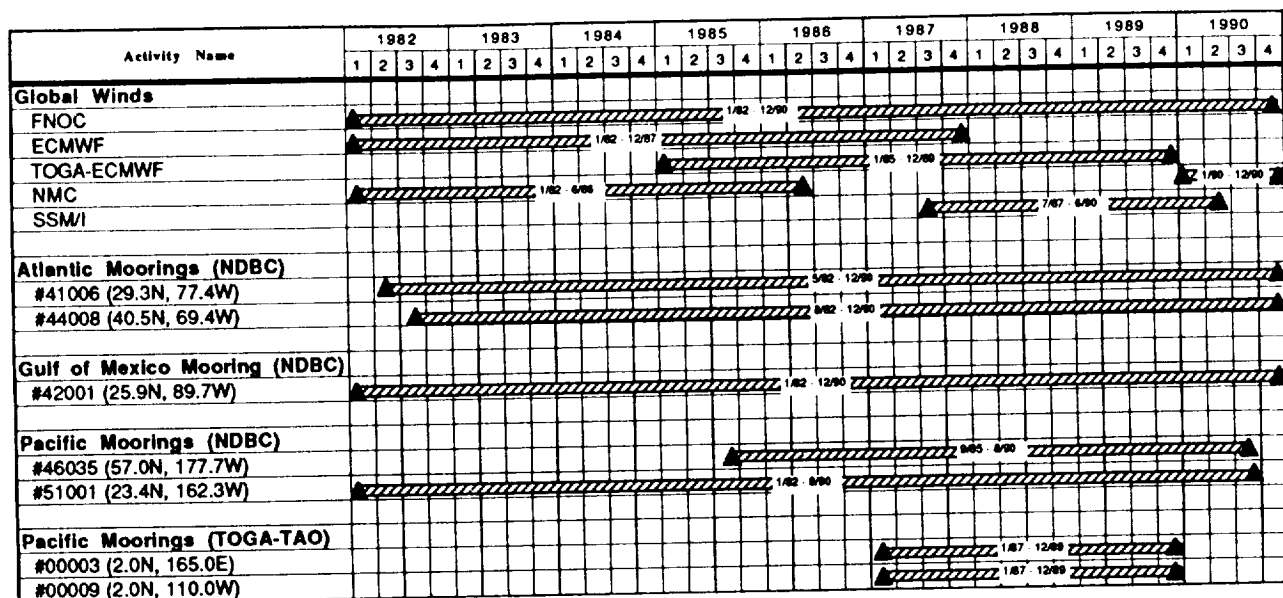 Activity Name 1982 1983 1984 1985 1986 1987 1988 1989 1990
1 2 3 4 1 2 3 4 1 2 3 4 1 2 3 4 1 2 3 4 1 2 3 4 1 2 3 4 1 2 3 4 1 2 3 4
Global Winds
FNOC 1/82 - 12/90
ECMWF 1/82 - 12/87
TOGA-ECMWF 1/85 - 12/89
1/90 - 12/90
NMC 1/82 - 6/86
SSM/I 7/87 - 6/90
Atlantic Moorings (NDBC)
#41006 (29.3N, 77.4W) 5/82 - 12/90
#44008 (40.5N, 69.4W) 8/82 - 12/90
Gulf of Mexico Mooring (NDBC)
#42001 (25.9N, 89.7W) 1/82 - 12/90
Pacific Moorings (NDBC)
#46035 (57.0N, 177.7W) 9/85 - 8/90
#51001 (23.4N, 162.3W) 1/82 - 9/90
Pacific Moorings (TOGA-TAO)
#00003 (2.0N, 165.0E) 1/87 - 12/89
#00009 (2.0N, 110.0W) 1/87 - 12/89